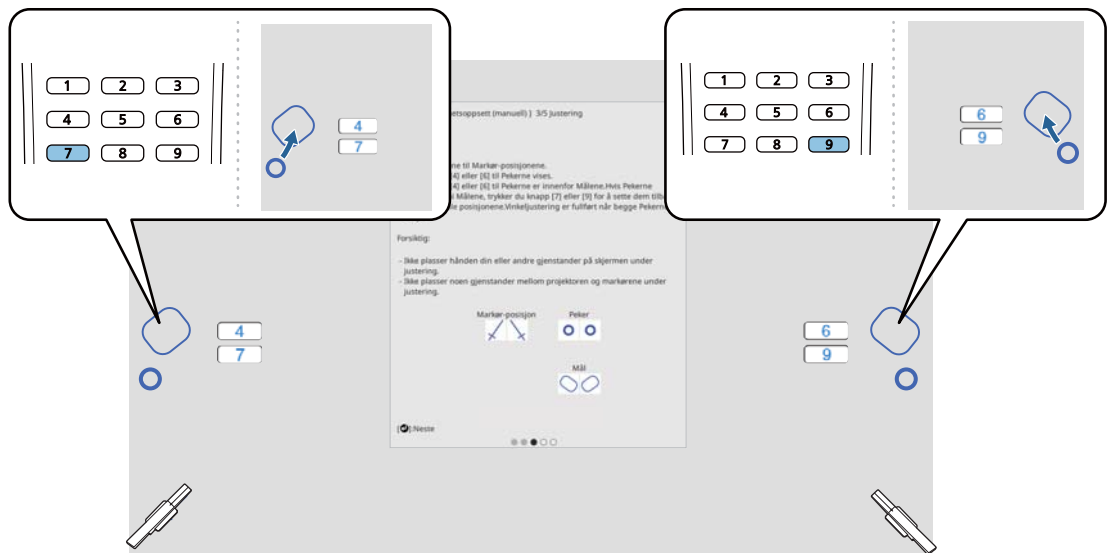 1 2 3
4 5 6
7 8 9
4
7
1 2 3
4 5 6
7 8 9
6
9
etsoppsett (manuell) ] 3/5 Justering
ne til Markør-posisjonene.
4] eller [6] til Pekerne vises.
4] eller [6] til Pekerne er innenfor Målene.Hvis Pekerne
Målene, trykker du knapp [7] eller [9] for å sette dem tilb
le posisjonene.Vinkeljustering er fullført når begge Pekern
Forsiktig:
- Ikke plasser hånden din eller andre gjenstander på skjermen under
justering.
- Ikke plasser noen gjenstander mellom projektoren og markørene under
justering.
Markør-posisjon Peker
Mål
[ ]:Neste
4
7
6
9